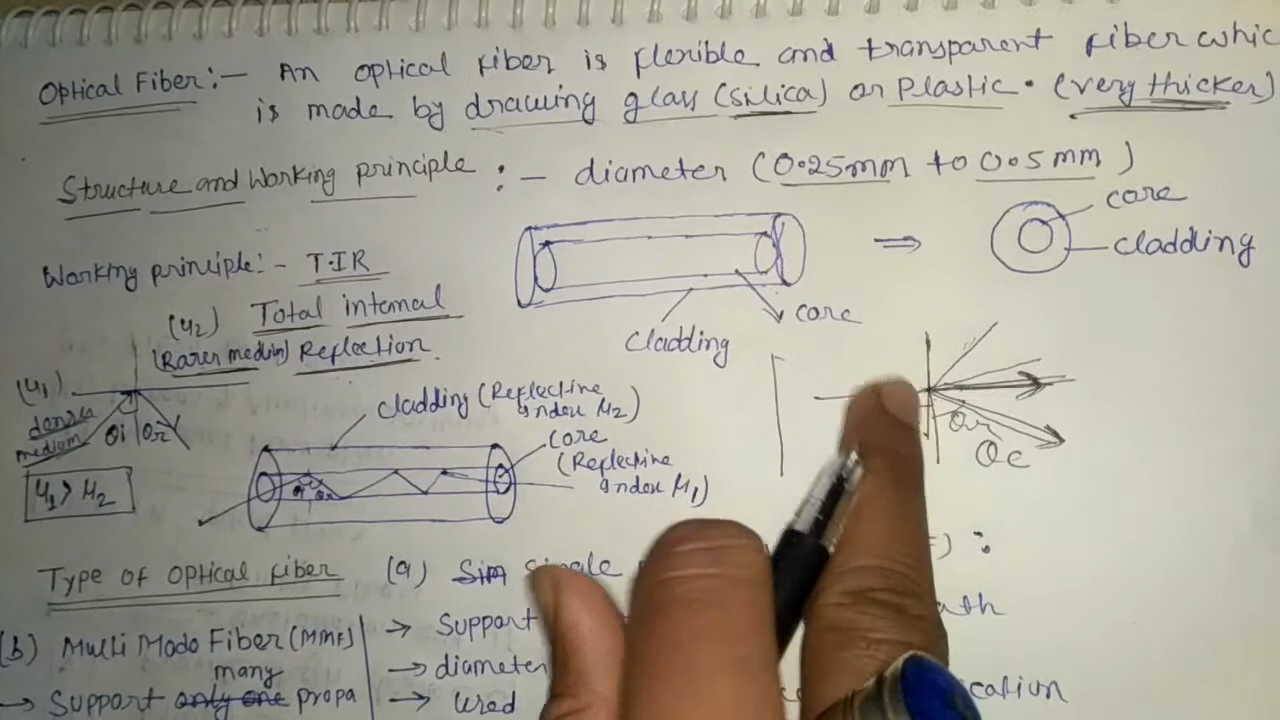 Optical Fiber:- An optical fiber is flexible and transparent fiber whic
is made by drawing glass (silica) or plastic. (very thicker)
Structure and Working principle :- diameter (0.25mm to 0.5mm)
core
cladding
Working principle:- T.I.R
(μ2) Total internal
(Rarer medium) Reflection.
cladding
core
(μ1)
denser
medium
θi θr
μ1 > μ2
cladding (Reflective
index μ2)
core
(Reflective
index μ1)
θr
θc
Type of optical fiber (a) Single
(b) Multi Mode Fiber (MMF)
many
→ Support only one propa
→ Support
→ diameter
→ Used